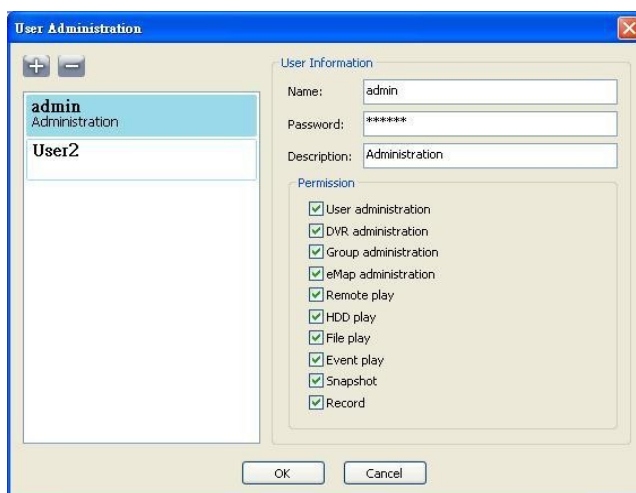 User Administration
admin
Administration
User2
User Information
Name: admin
Password: ******
Description: Administration
Permission
User administration
DVR administration
Group administration
eMap administration
Remote play
HDD play
File play
Event play
Snapshot
Record
OK Cancel